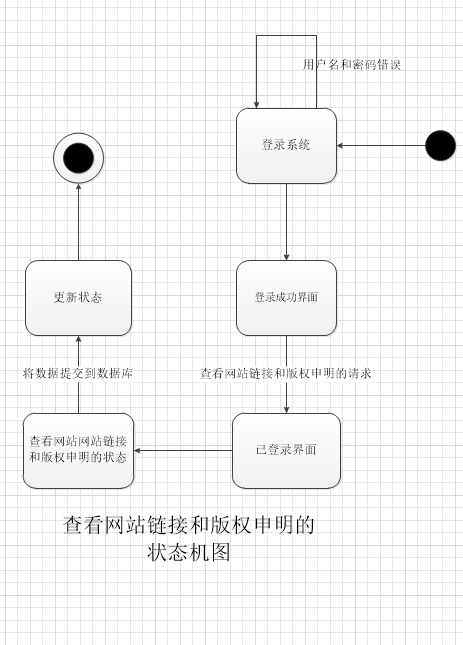 用户名和密码错误
登录系统
更新状态
登录成功界面
将数据提交到数据库
查看网站链接和版权申明的请求
查看网站网站链接
和版权申明的状态
已登录界面
查看网站链接和版权申明的
状态机图